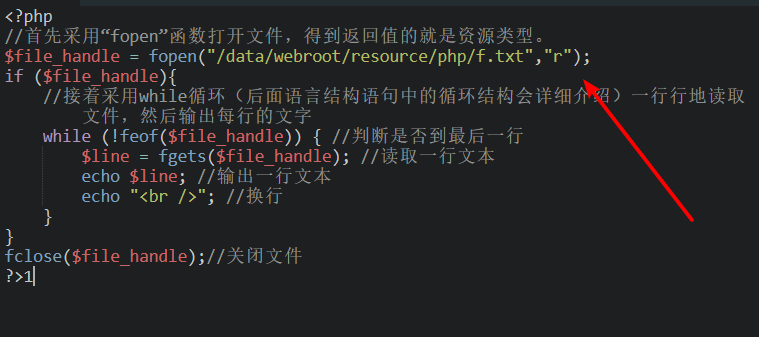 <?php
//首先采用“fopen”函数打开文件，得到返回值的就是资源类型。
$file_handle = fopen("/data/webroot/resource/php/f.txt","r");
if ($file_handle){
    //接着采用while循环（后面语言结构语句中的循环结构会详细介绍）一行行地读取
        文件，然后输出每行的文字
    while (!feof($file_handle)) { //判断是否到最后一行
        $line = fgets($file_handle); //读取一行文本
        echo $line; //输出一行文本
        echo "<br />"; //换行
    }
}
fclose($file_handle);//关闭文件
?>1